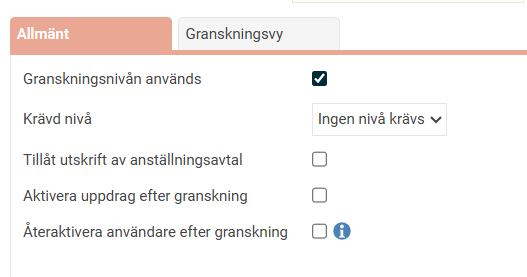 Allmänt
Granskningsvy
Granskningsnivån används
Krävd nivå
Ingen nivå krävs
Tillåt utskrift av anställningsavtal
Aktivera uppdrag efter granskning
Återaktivera användare efter granskning